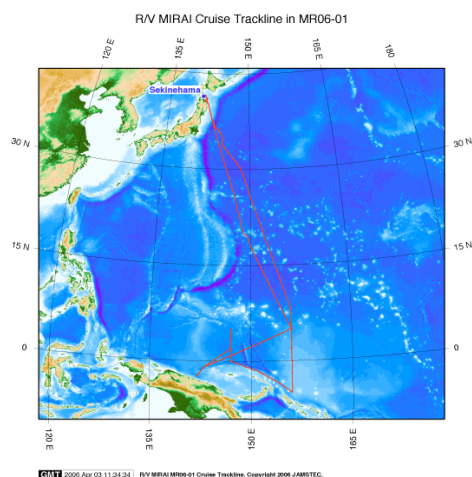 R/V MIRAI Cruise Trackline in MR06-01
120 E
135 E
150 E
165 E
180
Sekinehama
30 N
30 N
15 N
15 N
0
0
120 E
135 E
150 E
165 E
GMT 2006 Apr 03 11:34:34 R/V MIRAI MR06-01 Cruise Trackline. Copyright 2006 JAMSTEC.